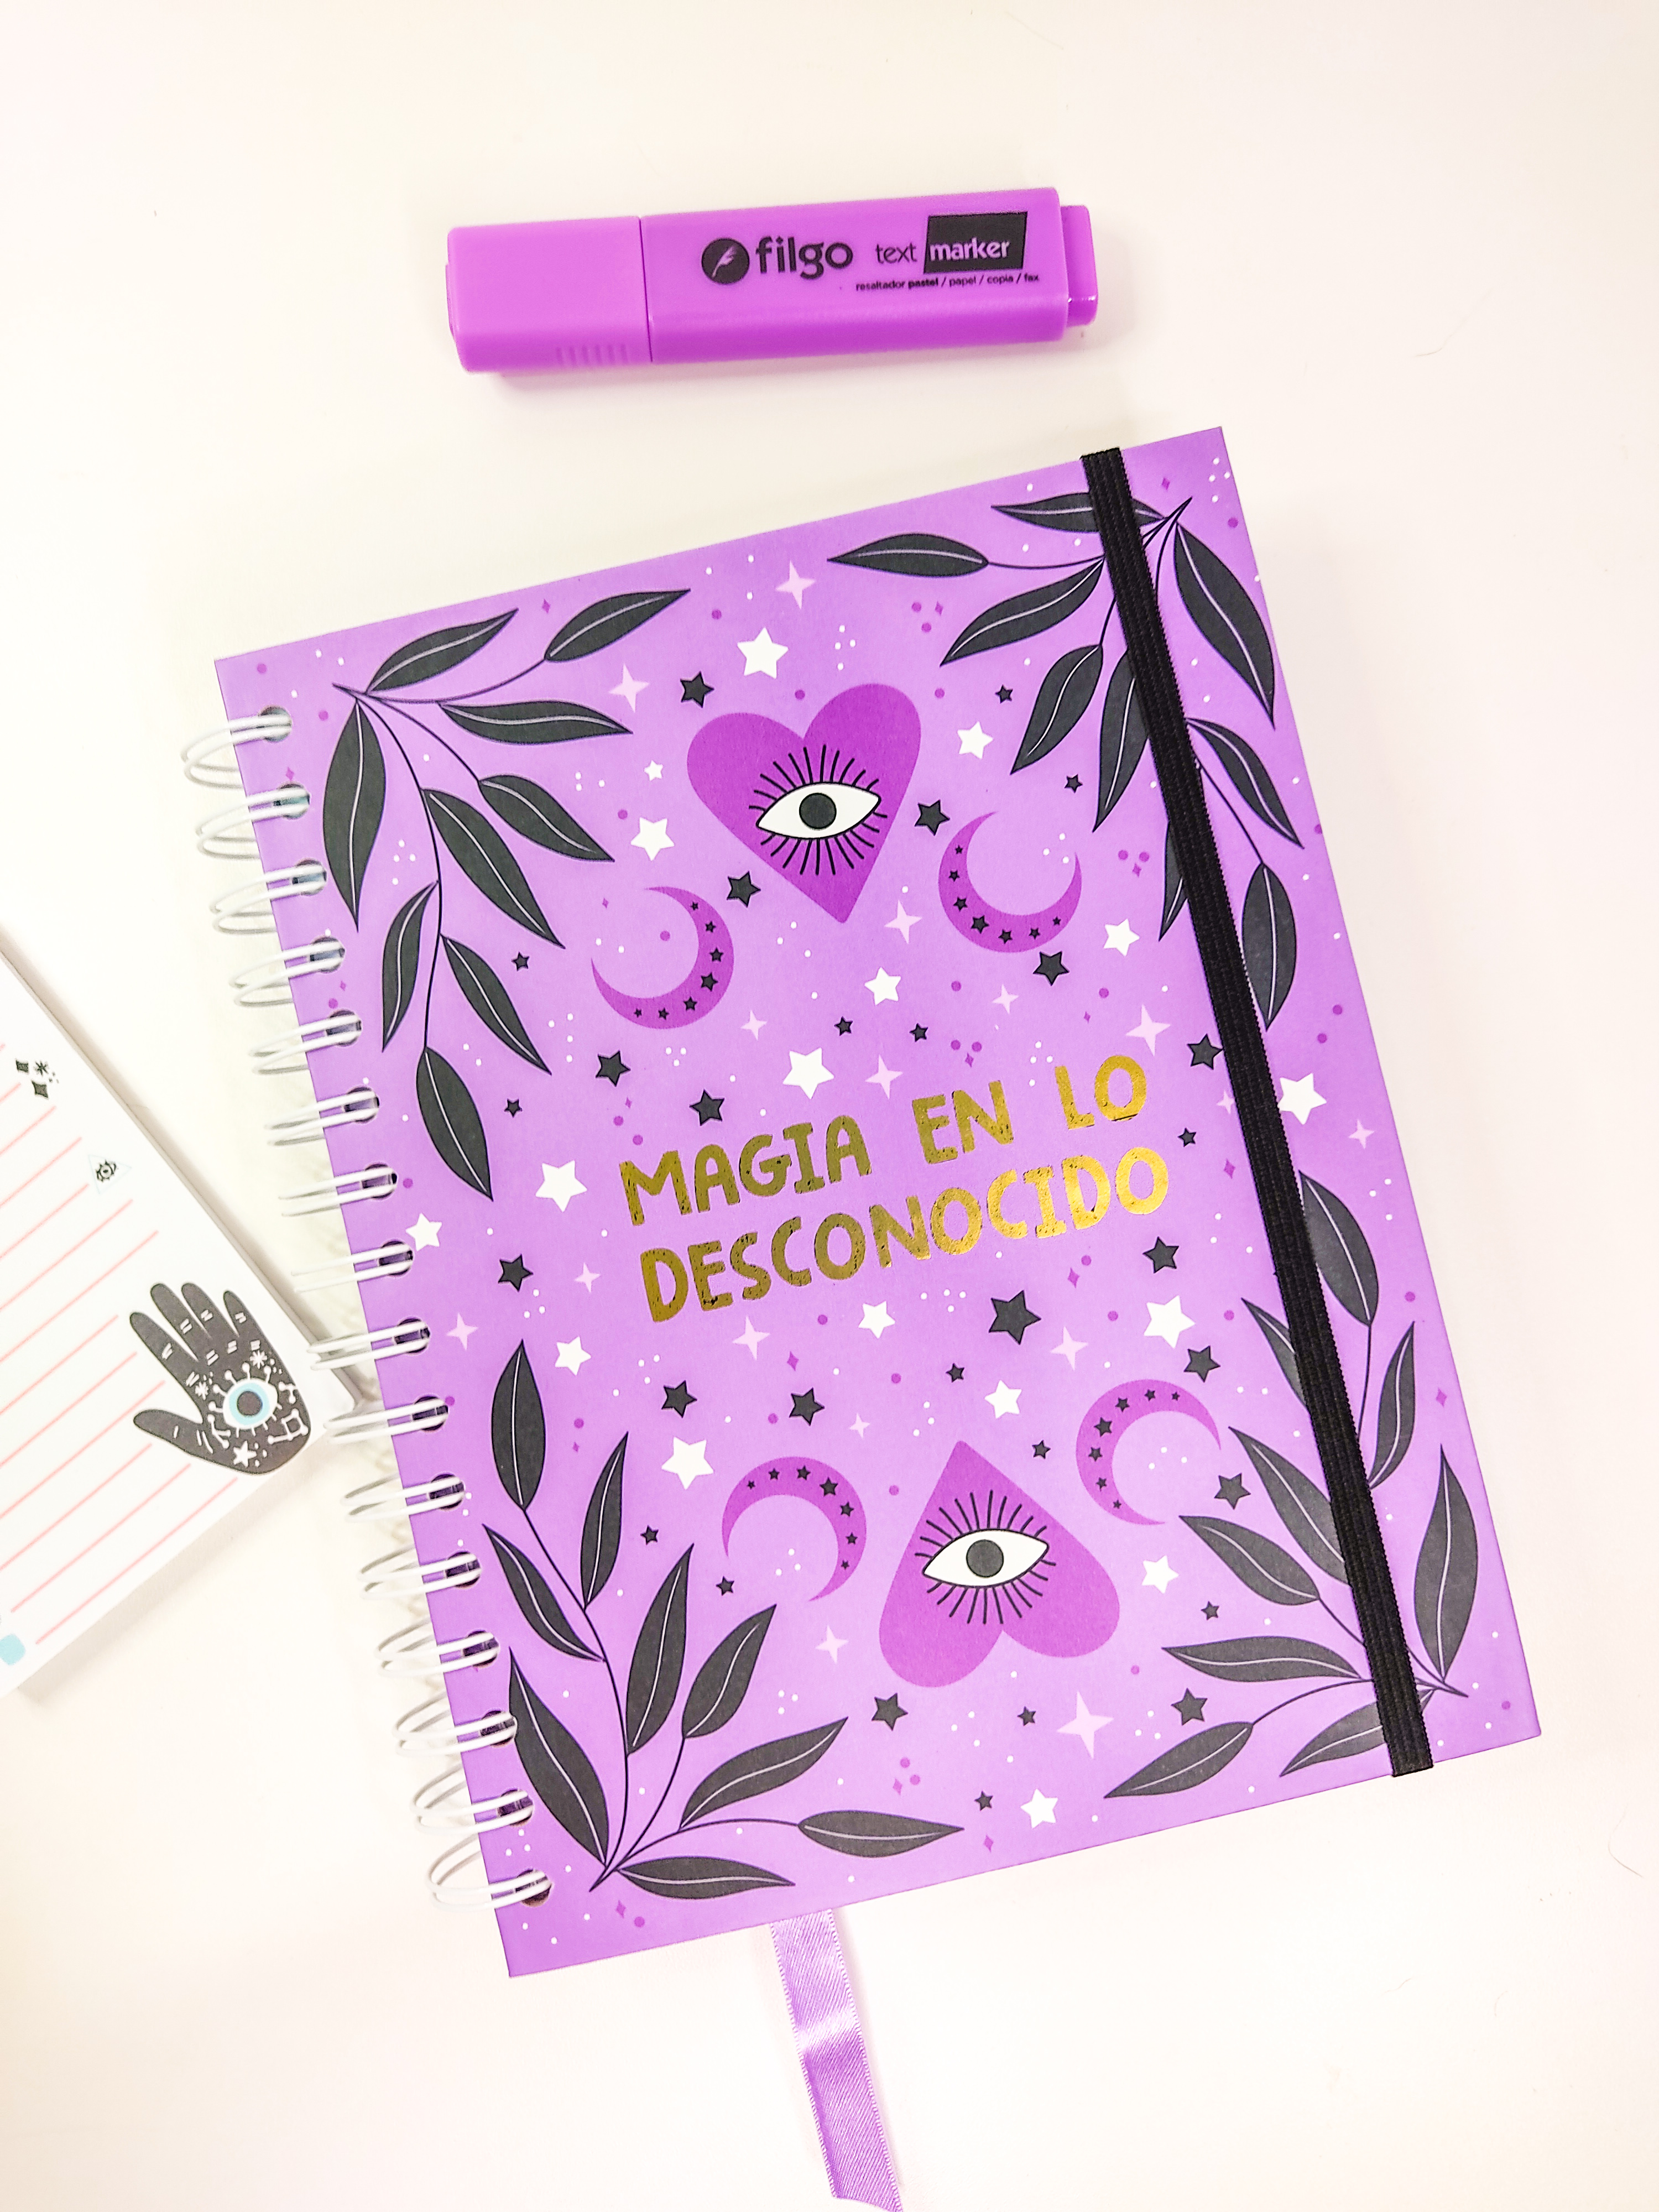 filgo text marker
resaltador pastel / papel / copia / fax
MAGIA EN LO
DESCONOCIDO